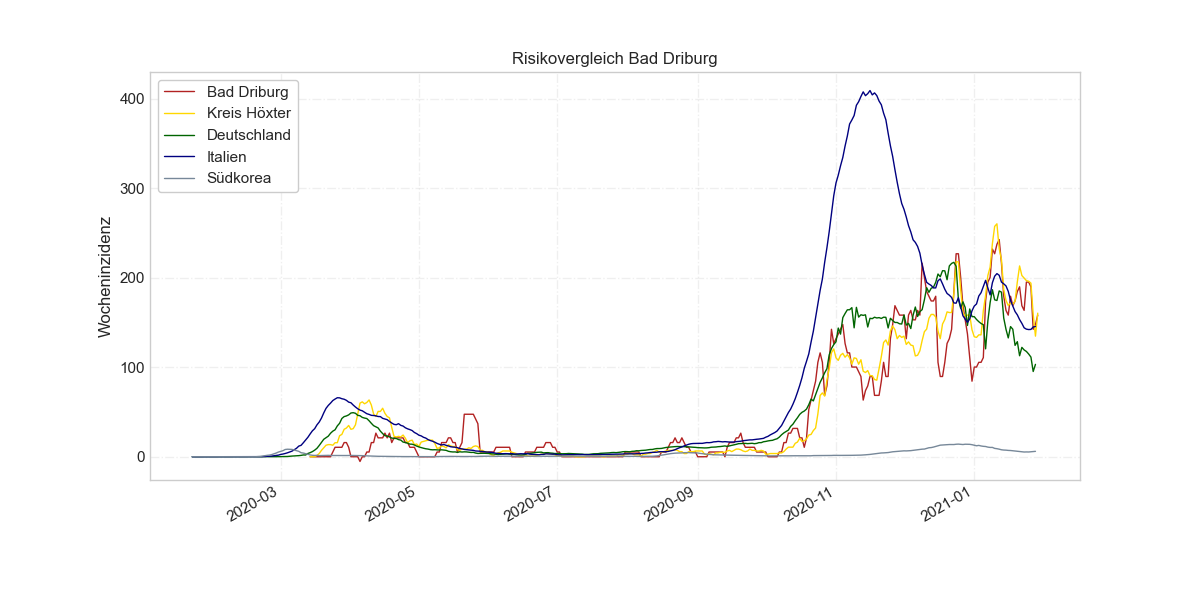 Risikovergleich Bad Driburg
Bad Driburg
Kreis Höxter
Deutschland
Italien
Südkorea
Wocheninzidenz
400
300
200
100
0
2020-03
2020-05
2020-07
2020-09
2020-11
2021-01